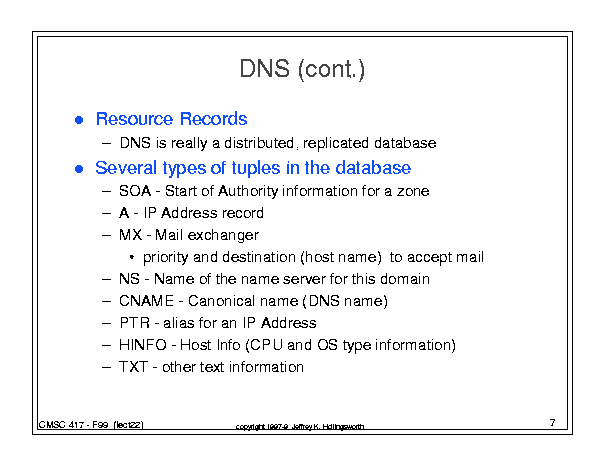 DNS (cont.)
● Resource Records
– DNS is really a distributed, replicated database
● Several types of tuples in the database
– SOA - Start of Authority information for a zone
– A - IP Address record
– MX - Mail exchanger
• priority and destination (host name) to accept mail
– NS - Name of the name server for this domain
– CNAME - Canonical name (DNS name)
– PTR - alias for an IP Address
– HINFO - Host Info (CPU and OS type information)
– TXT - other text information
CMSC 417 - F99 (lect22)
copyright 1997-9 Jeffrey K. Hollingsworth
7